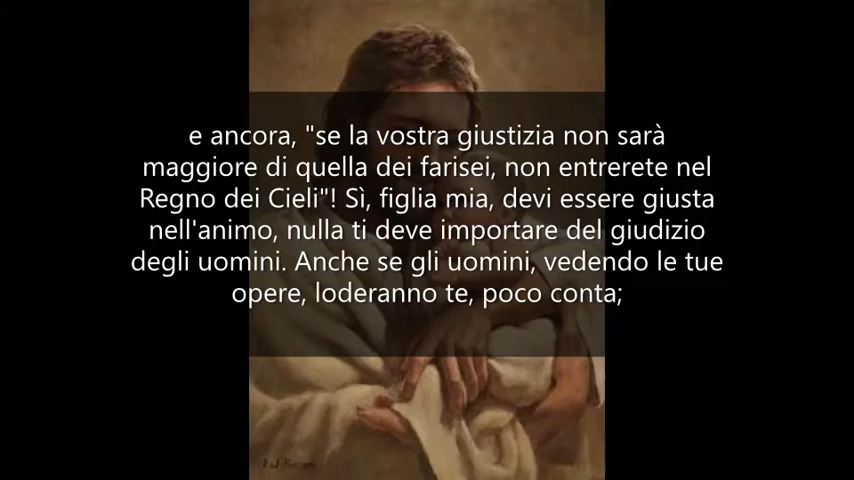 e ancora, "se la vostra giustizia non sarà
maggiore di quella dei farisei, non entrerete nel
Regno dei Cieli"! Sì, figlia mia, devi essere giusta
nell'animo, nulla ti deve importare del giudizio
degli uomini. Anche se gli uomini, vedendo le tue
opere, loderanno te, poco conta;